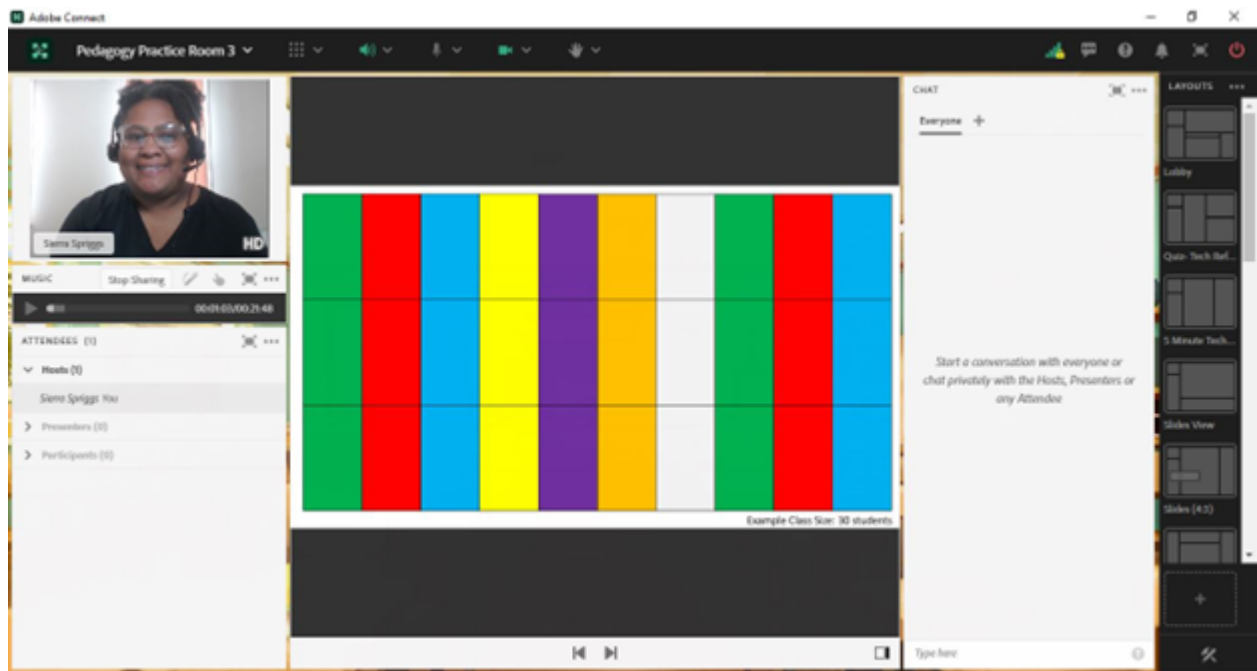 Adobe Connect
Pedagogy Practice Room 3
Sierra Spriggs
HD
MUSIC
Stop Sharing
00:01:03/00:21:48
ATTENDEES (1)
Hosts (1)
Sierra Spriggs You
Presenters (0)
Participants (0)
Example Class Size: 30 students
CHAT
Everyone
Start a conversation with everyone or
chat privately with the Hosts, Presenters or
any Attendee
Type here
LAYOUTS
Lobby
Quiz- Tech Ref...
5 Minute Tech...
Slides View
Slides (4:3)